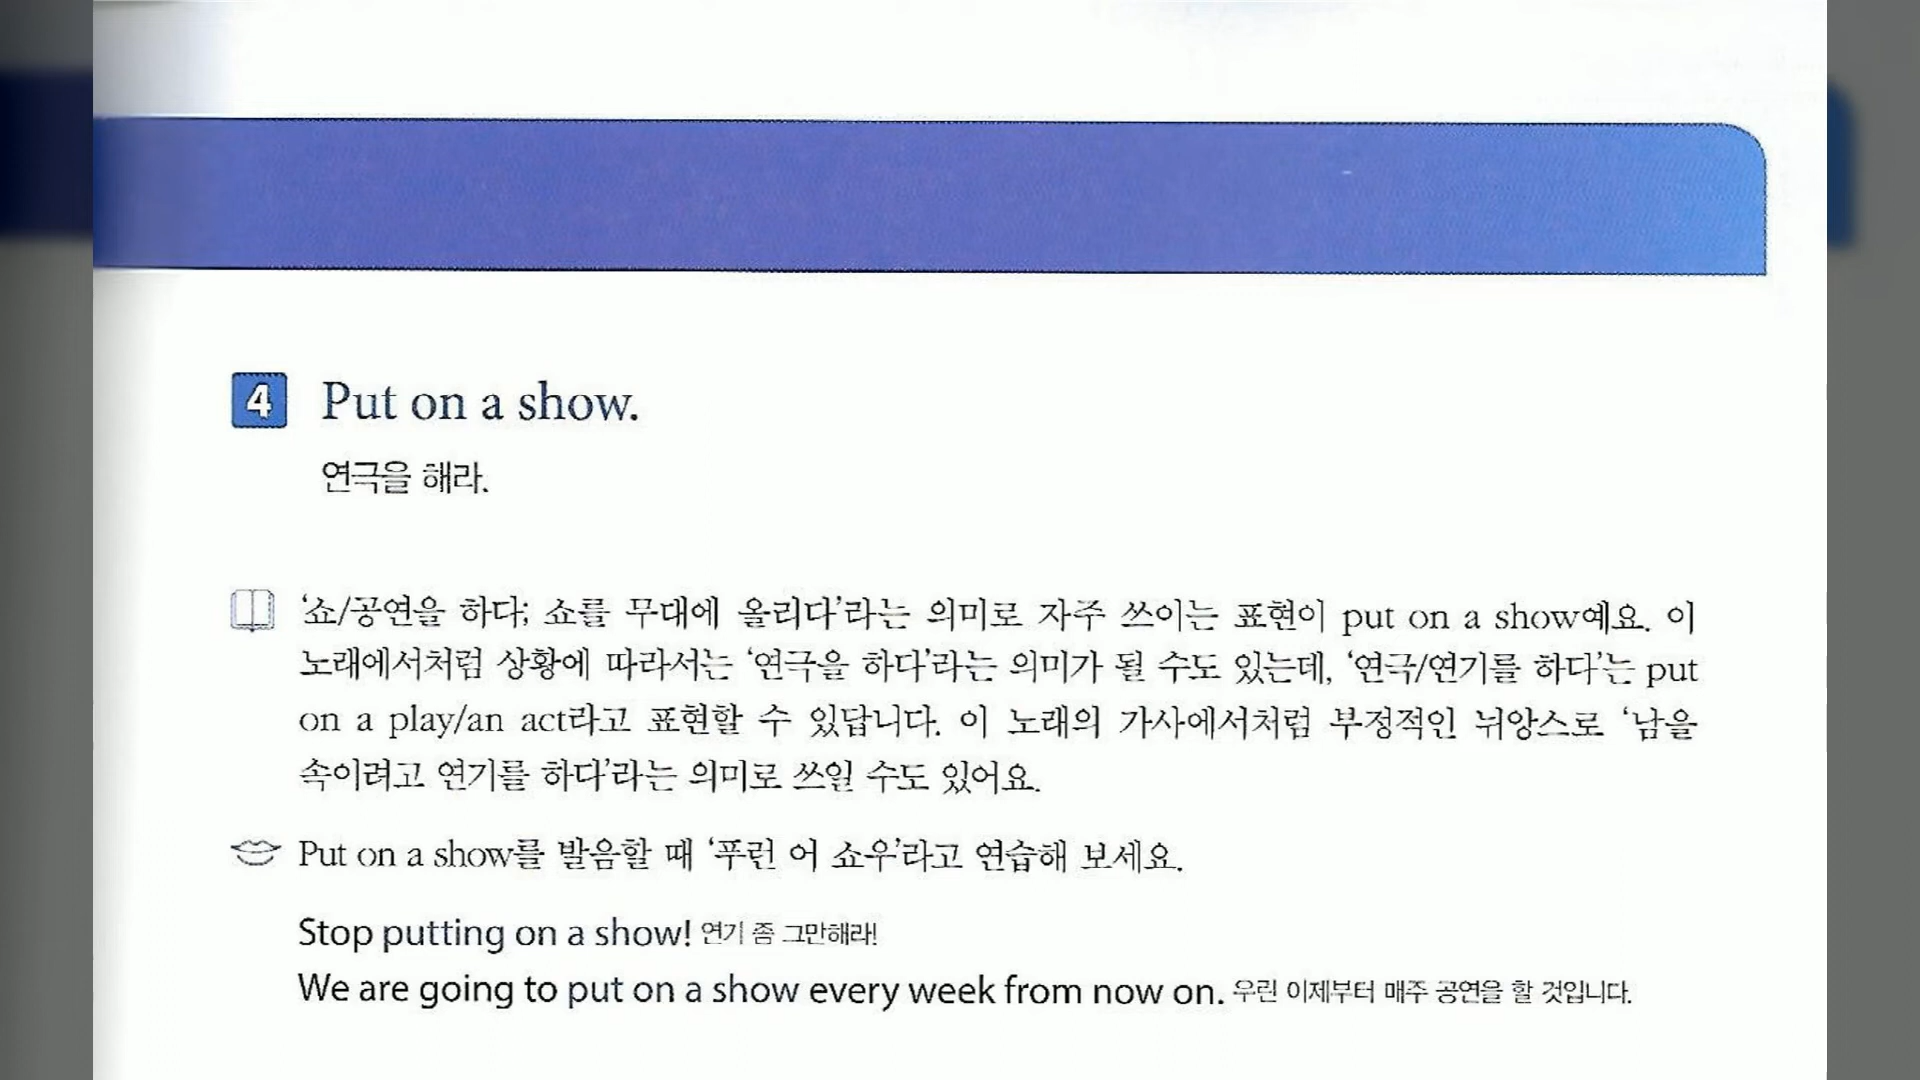 4 Put on a show.
연극을 해라.
‘쇼/공연을 하다; 쇼를 무대에 올리다’라는 의미로 자주 쓰이는 표현이 put on a show예요. 이
노래에서처럼 상황에 따라서는 ‘연극을 하다’라는 의미가 될 수도 있는데, ‘연극/연기를 하다’는 put
on a play/an act라고 표현할 수 있답니다. 이 노래의 가사에서처럼 부정적인 뉘앙스로 ‘남을
속이려고 연기를 하다’라는 의미로 쓰일 수도 있어요.
Put on a show를 발음할 때 ‘푸런 어 쇼우’라고 연습해 보세요.
Stop putting on a show! 연기 좀 그만해라!
We are going to put on a show every week from now on. 우린 이제부터 매주 공연을 할 것입니다.